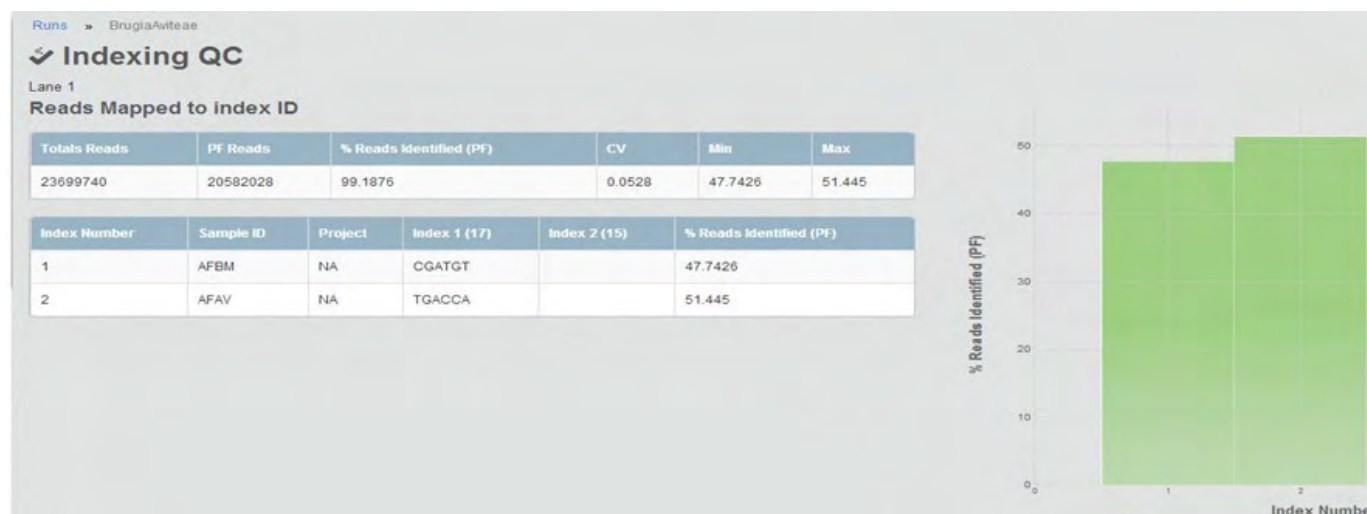 Runs » BrugiaAviteae
Indexing QC
Lane 1
Reads Mapped to index ID
Totals Reads PF Reads % Reads Identified (PF) CV Min Max
23699740 20582028 99.1876 0.0528 47.7426 51.445
Index Number Sample ID Project Index 1 (17) Index 2 (15) % Reads Identified (PF)
1 AFBM NA CGATGT 47.7426
2 AFAV NA TGACCA 51.445
% Reads Identified (PF)
50
40
30
20
10
0
0 1 2
Index Numbe